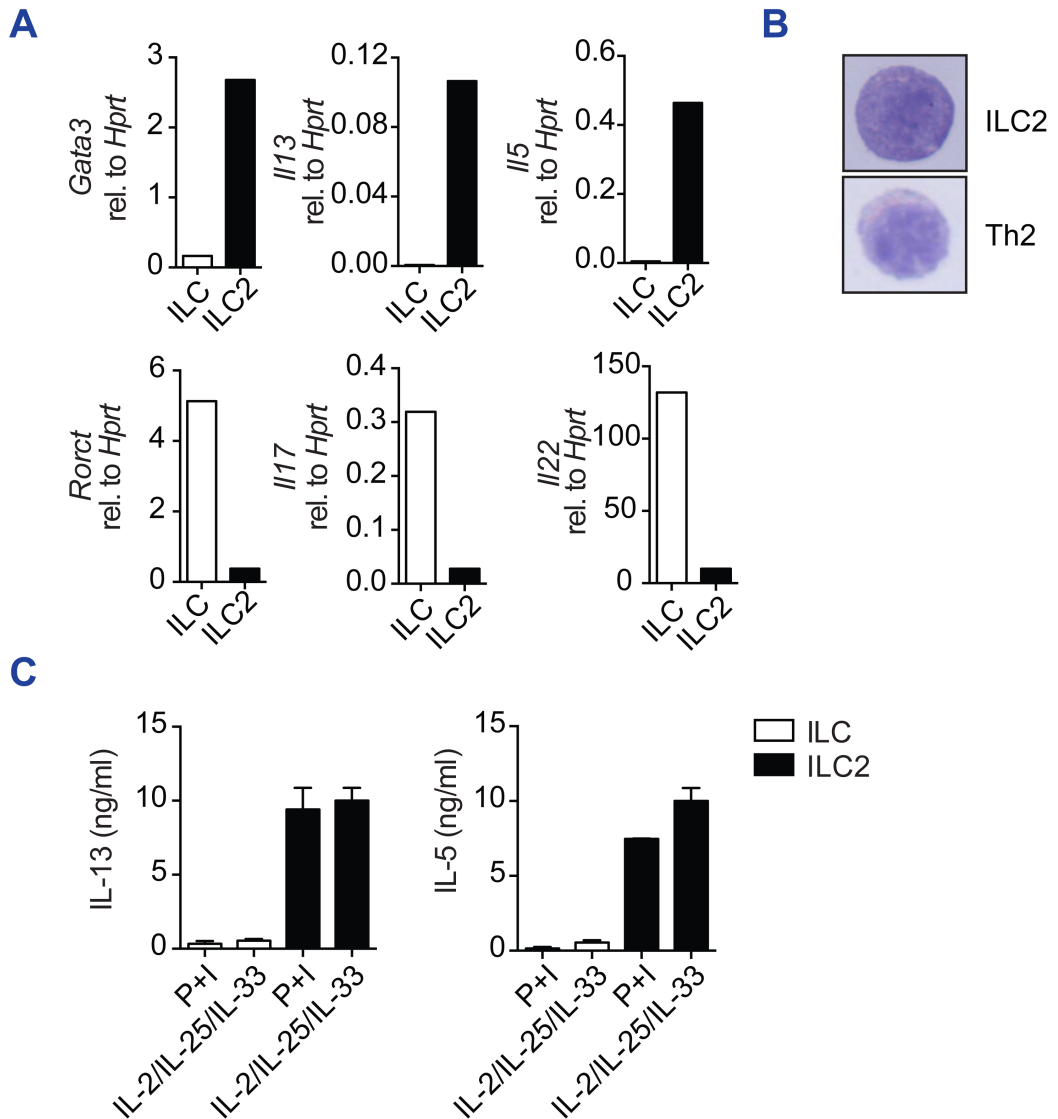 A
B
Gata3
rel. to Hprt
3
2
1
0
ILC
ILC2
Il13
rel. to Hprt
0.12
0.08
0.04
0.00
ILC
ILC2
Il5
rel. to Hprt
0.6
0.4
0.2
0.0
ILC
ILC2
ILC2
Th2
Rorct
rel. to Hprt
6
4
2
0
ILC
ILC2
Il17
rel. to Hprt
0.4
0.3
0.2
0.1
0.0
ILC
ILC2
Il22
rel. to Hprt
150
100
50
0
ILC
ILC2
C
IL-13 (ng/ml)
15
10
5
0
P+I
IL-2/IL-25/IL-33
P+I
IL-2/IL-25/IL-33
IL-5 (ng/ml)
15
10
5
0
P+I
IL-2/IL-25/IL-33
P+I
IL-2/IL-25/IL-33
ILC
ILC2